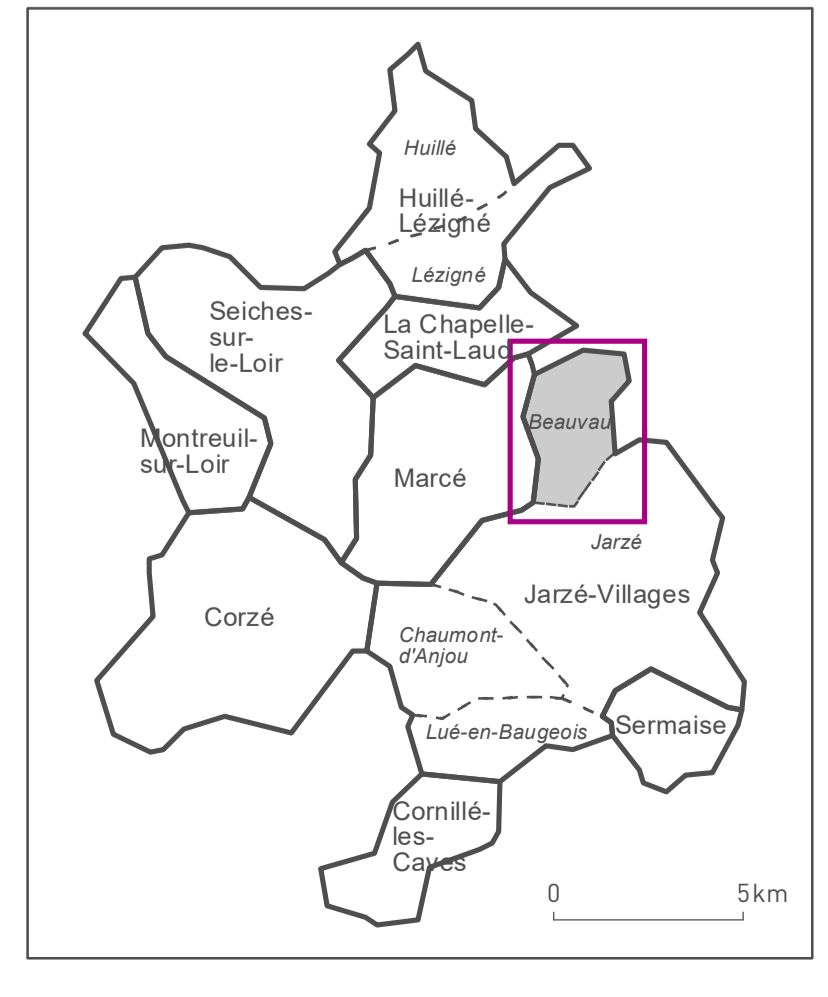 Huillé
Huillé-
Lézigné
Lézigné
Seiches-
sur-
le-Loir
La Chapelle-
Saint-Laud
Beauvau
Montreuil-
sur-Loir
Marcé
Jarzé
Jarzé-Villages
Corzé
Chaumont-
d'Anjou
Lué-en-Baugeois
Sermaise
Cornillé-
les-
Caves
0 5km